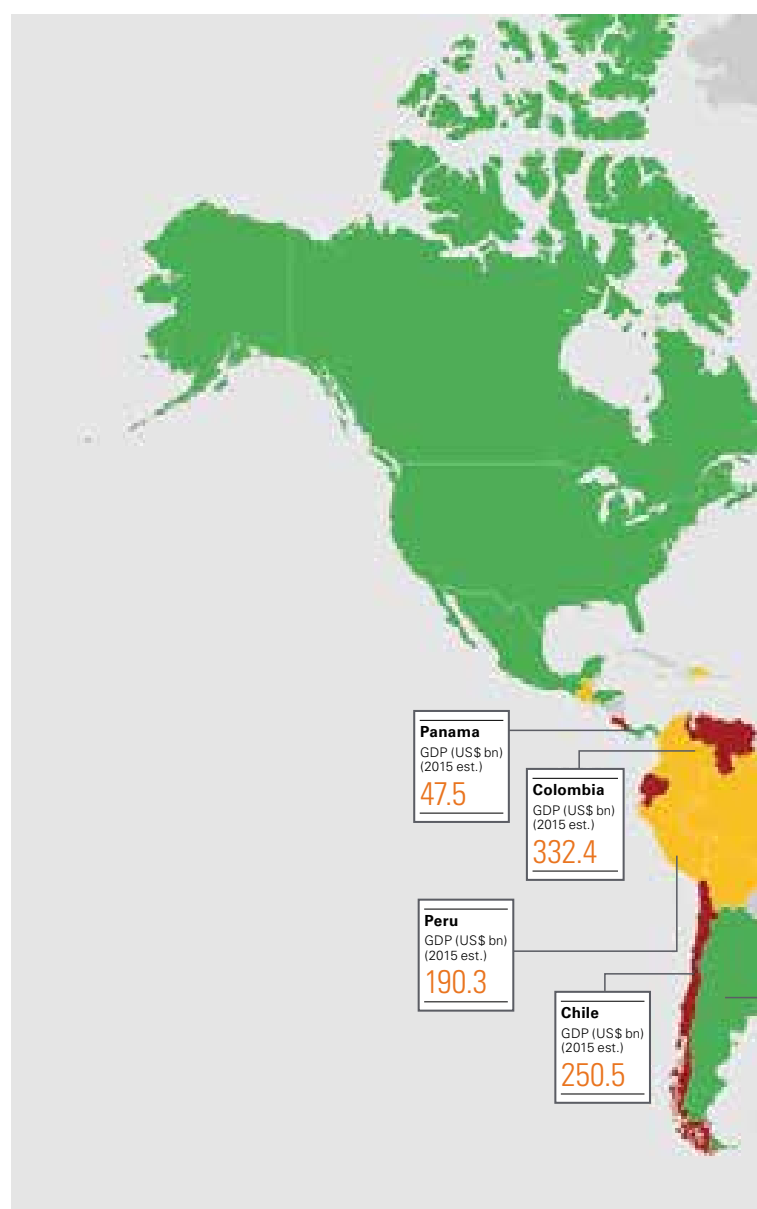 Panama
GDP (US$ bn)
(2015 est.)
47.5
Colombia
GDP (US$ bn)
(2015 est.)
332.4
Peru
GDP (US$ bn)
(2015 est.)
190.3
Chile
GDP (US$ bn)
(2015 est.)
250.5